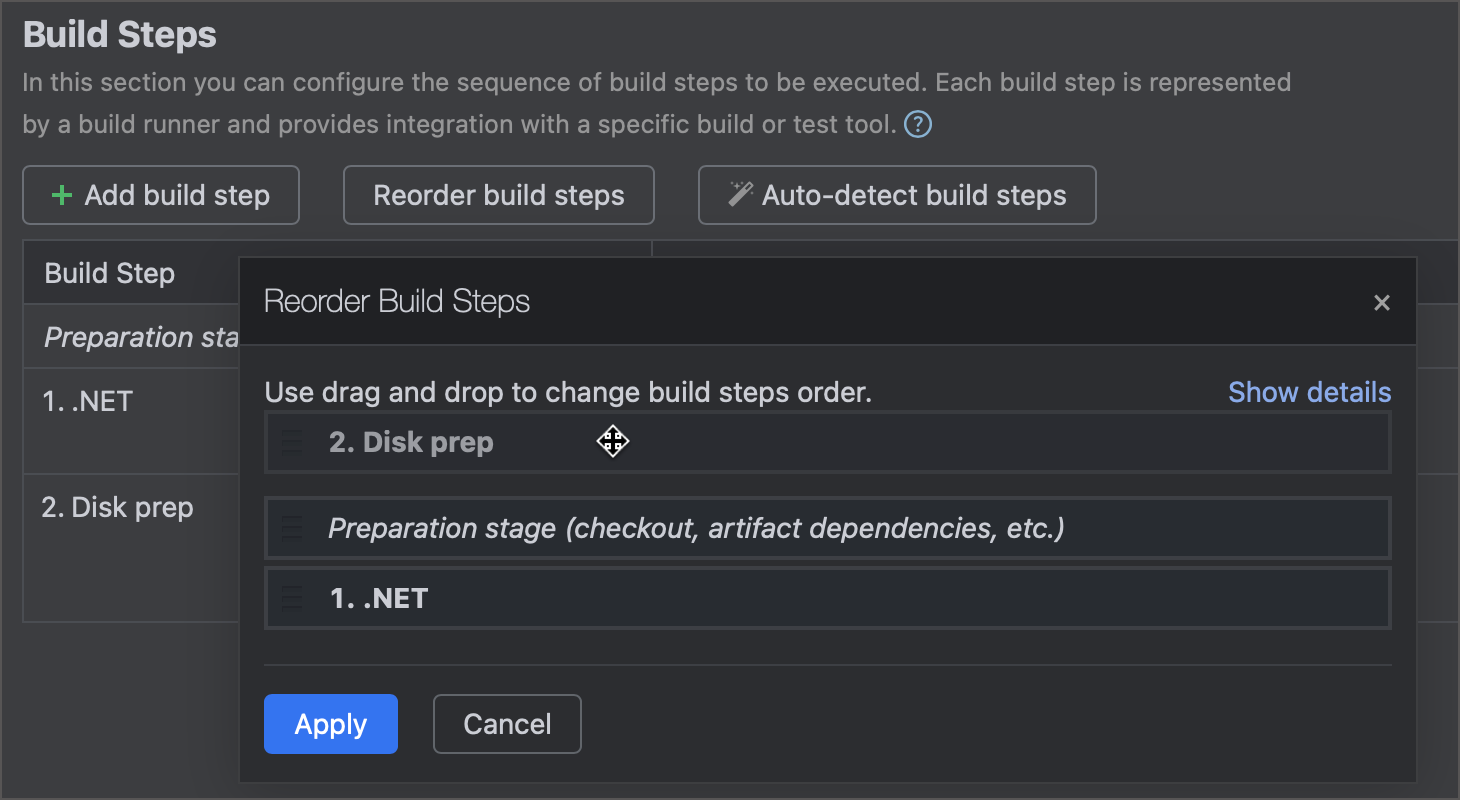 Build Steps
In this section you can configure the sequence of build steps to be executed. Each build step is represented
by a build runner and provides integration with a specific build or test tool. ?
+ Add build step
Reorder build steps
Auto-detect build steps
Build Step
Preparation sta
1. .NET
2. Disk prep
Reorder Build Steps
×
Use drag and drop to change build steps order.
Show details
2. Disk prep
Preparation stage (checkout, artifact dependencies, etc.)
1. .NET
Apply
Cancel